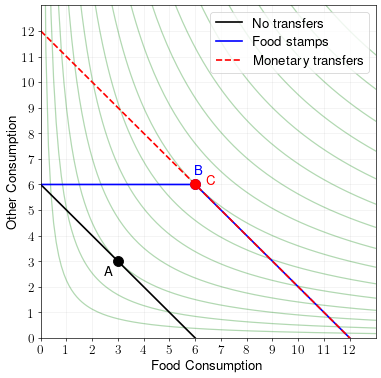 No transfers
Food stamps
Monetary transfers
Other Consumption
12
11
10
9
8
7
6
5
4
3
2
1
0
B
C
A
0 1 2 3 4 5 6 7 8 9 10 11 12
Food Consumption